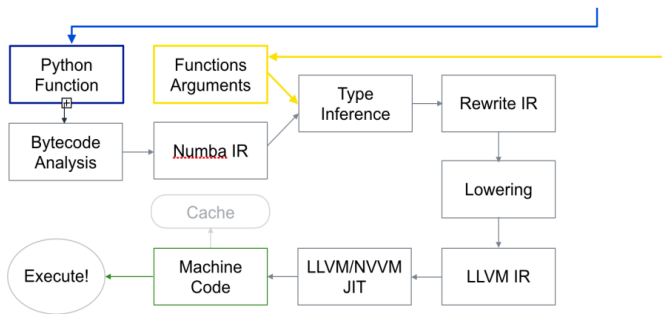 Python
Function
Functions
Arguments
Type
Inference
Rewrite IR
Bytecode
Analysis
Numba IR
Lowering
Cache
Execute!
Machine
Code
LLVM/NVVM
JIT
LLVM IR